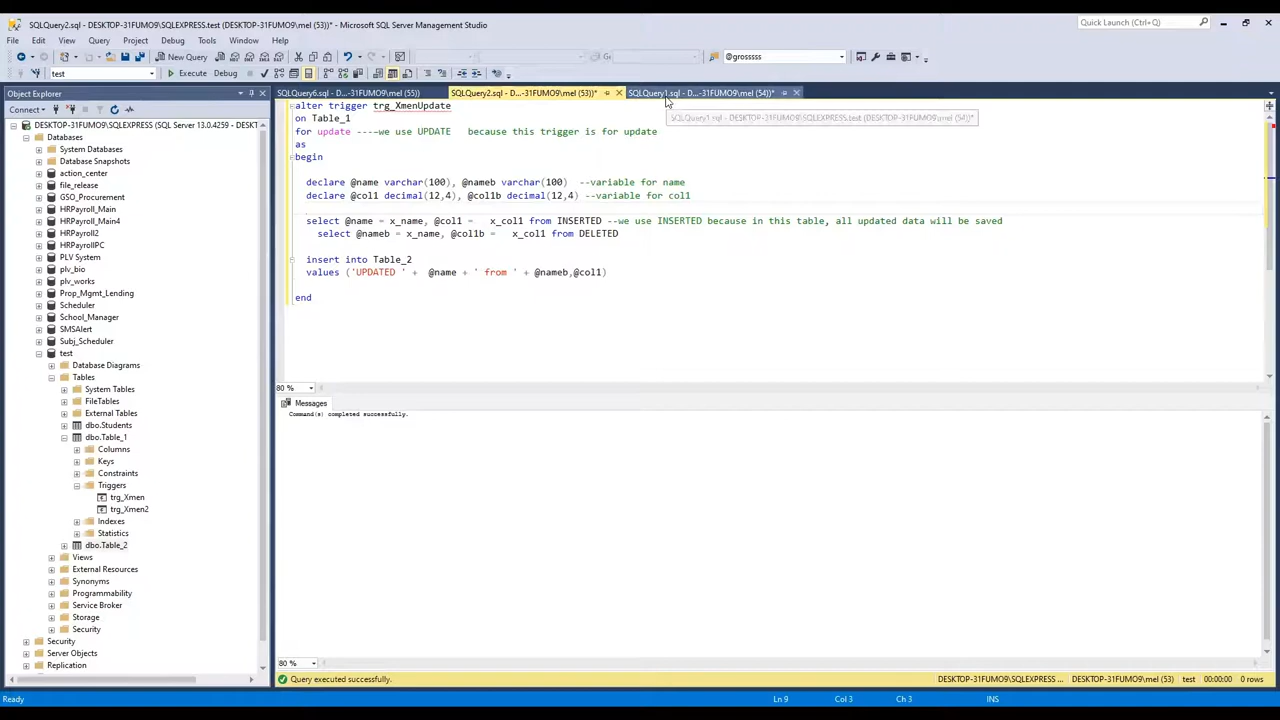 SQLQuery2.sql - DESKTOP-31FUMO9\SQLEXPRESS.test (DESKTOP-31FUMO9\mel (53))* - Microsoft SQL Server Management Studio
Quick Launch (Ctrl+Q)
File Edit View Query Project Debug Tools Window Help
New Query
@grosssss
test
Execute Debug
Object Explorer
SQLQuery6.sql - D...-31FUMO9\mel (55))
SQLQuery2.sql - D...-31FUMO9\mel (53))*
SQLQuery1.sql - D...-31FUMO9\mel (54))*
SQLQuery1.sql - DESKTOP-31FUMO9\SQLEXPRESS.test (DESKTOP-31FUMO9\mel (54))*
Connect
DESKTOP-31FUMO9\SQLEXPRESS (SQL Server 13.0.4259 - DESKT
Databases
System Databases
Database Snapshots
action_center
file_release
GSO_Procurement
HRPayroll_Main
HRPayroll_Main4
HRPayroll2
HRPayrollPC
PLV System
plv_bio
plv_works
Prop_Mgmt_Lending
Scheduler
School_Manager
SMSAlert
Subj_Scheduler
test
Database Diagrams
Tables
System Tables
FileTables
External Tables
dbo.Students
dbo.Table_1
Columns
Keys
Constraints
Triggers
trg_Xmen
trg_Xmen2
Indexes
Statistics
dbo.Table_2
Views
External Resources
Synonyms
Programmability
Service Broker
Storage
Security
Security
Server Objects
Replication
alter trigger trg_XmenUpdate
on Table_1
for update ----we use UPDATE because this trigger is for update
as
begin
declare @name varchar(100), @nameb varchar(100) --variable for name
declare @col1 decimal(12,4), @col1b decimal(12,4) --variable for col1
select @name = x_name, @col1 = x_col1 from INSERTED --we use INSERTED because in this table, all updated data will be saved
select @nameb = x_name, @col1b = x_col1 from DELETED
insert into Table_2
values ('UPDATED ' + @name + ' from ' + @nameb,@col1)
end
80 %
Messages
Command(s) completed successfully.
80 %
Query executed successfully.
DESKTOP-31FUMO9\SQLEXPRESS ...
DESKTOP-31FUMO9\mel (53)
test
00:00:00
0 rows
Ready
Ln 9
Col 3
Ch 3
INS